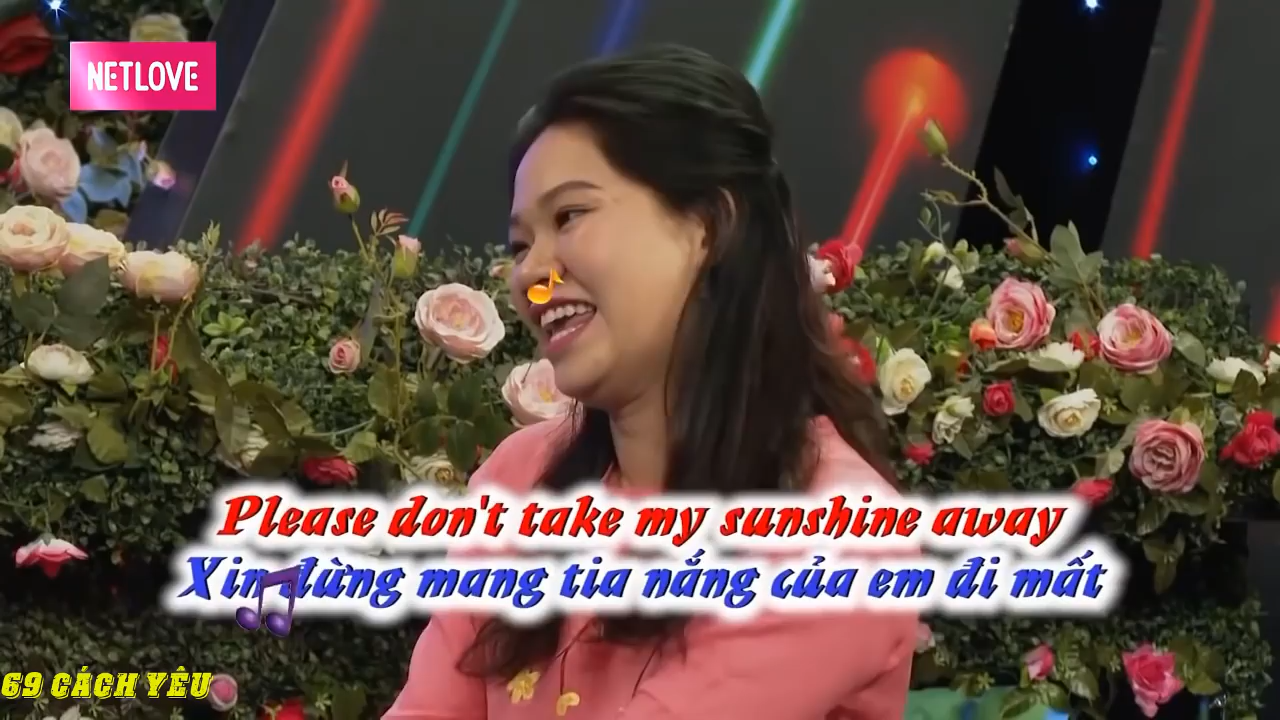 NETLOVE
Please don't take my sunshine away
Xin đừng mang tia nắng của em đi mất
69 CÁCH YÊU